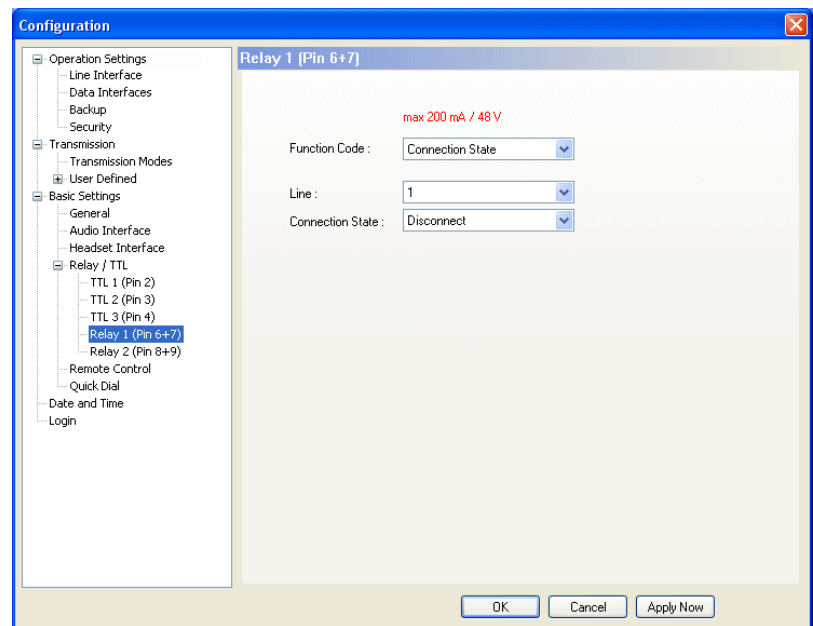 Configuration
Operation Settings
Line Interface
Data Interfaces
Backup
Security
Transmission
Transmission Modes
User Defined
Basic Settings
General
Audio Interface
Headset Interface
Relay / TTL
TTL 1 (Pin 2)
TTL 2 (Pin 3)
TTL 3 (Pin 4)
Relay 1 (Pin 6+7)
Relay 2 (Pin 8+9)
Remote Control
Quick Dial
Date and Time
Login
Relay 1 (Pin 6+7)
max 200 mA / 48 V
Function Code : Connection State
Line : 1
Connection State : Disconnect
OK Cancel Apply Now